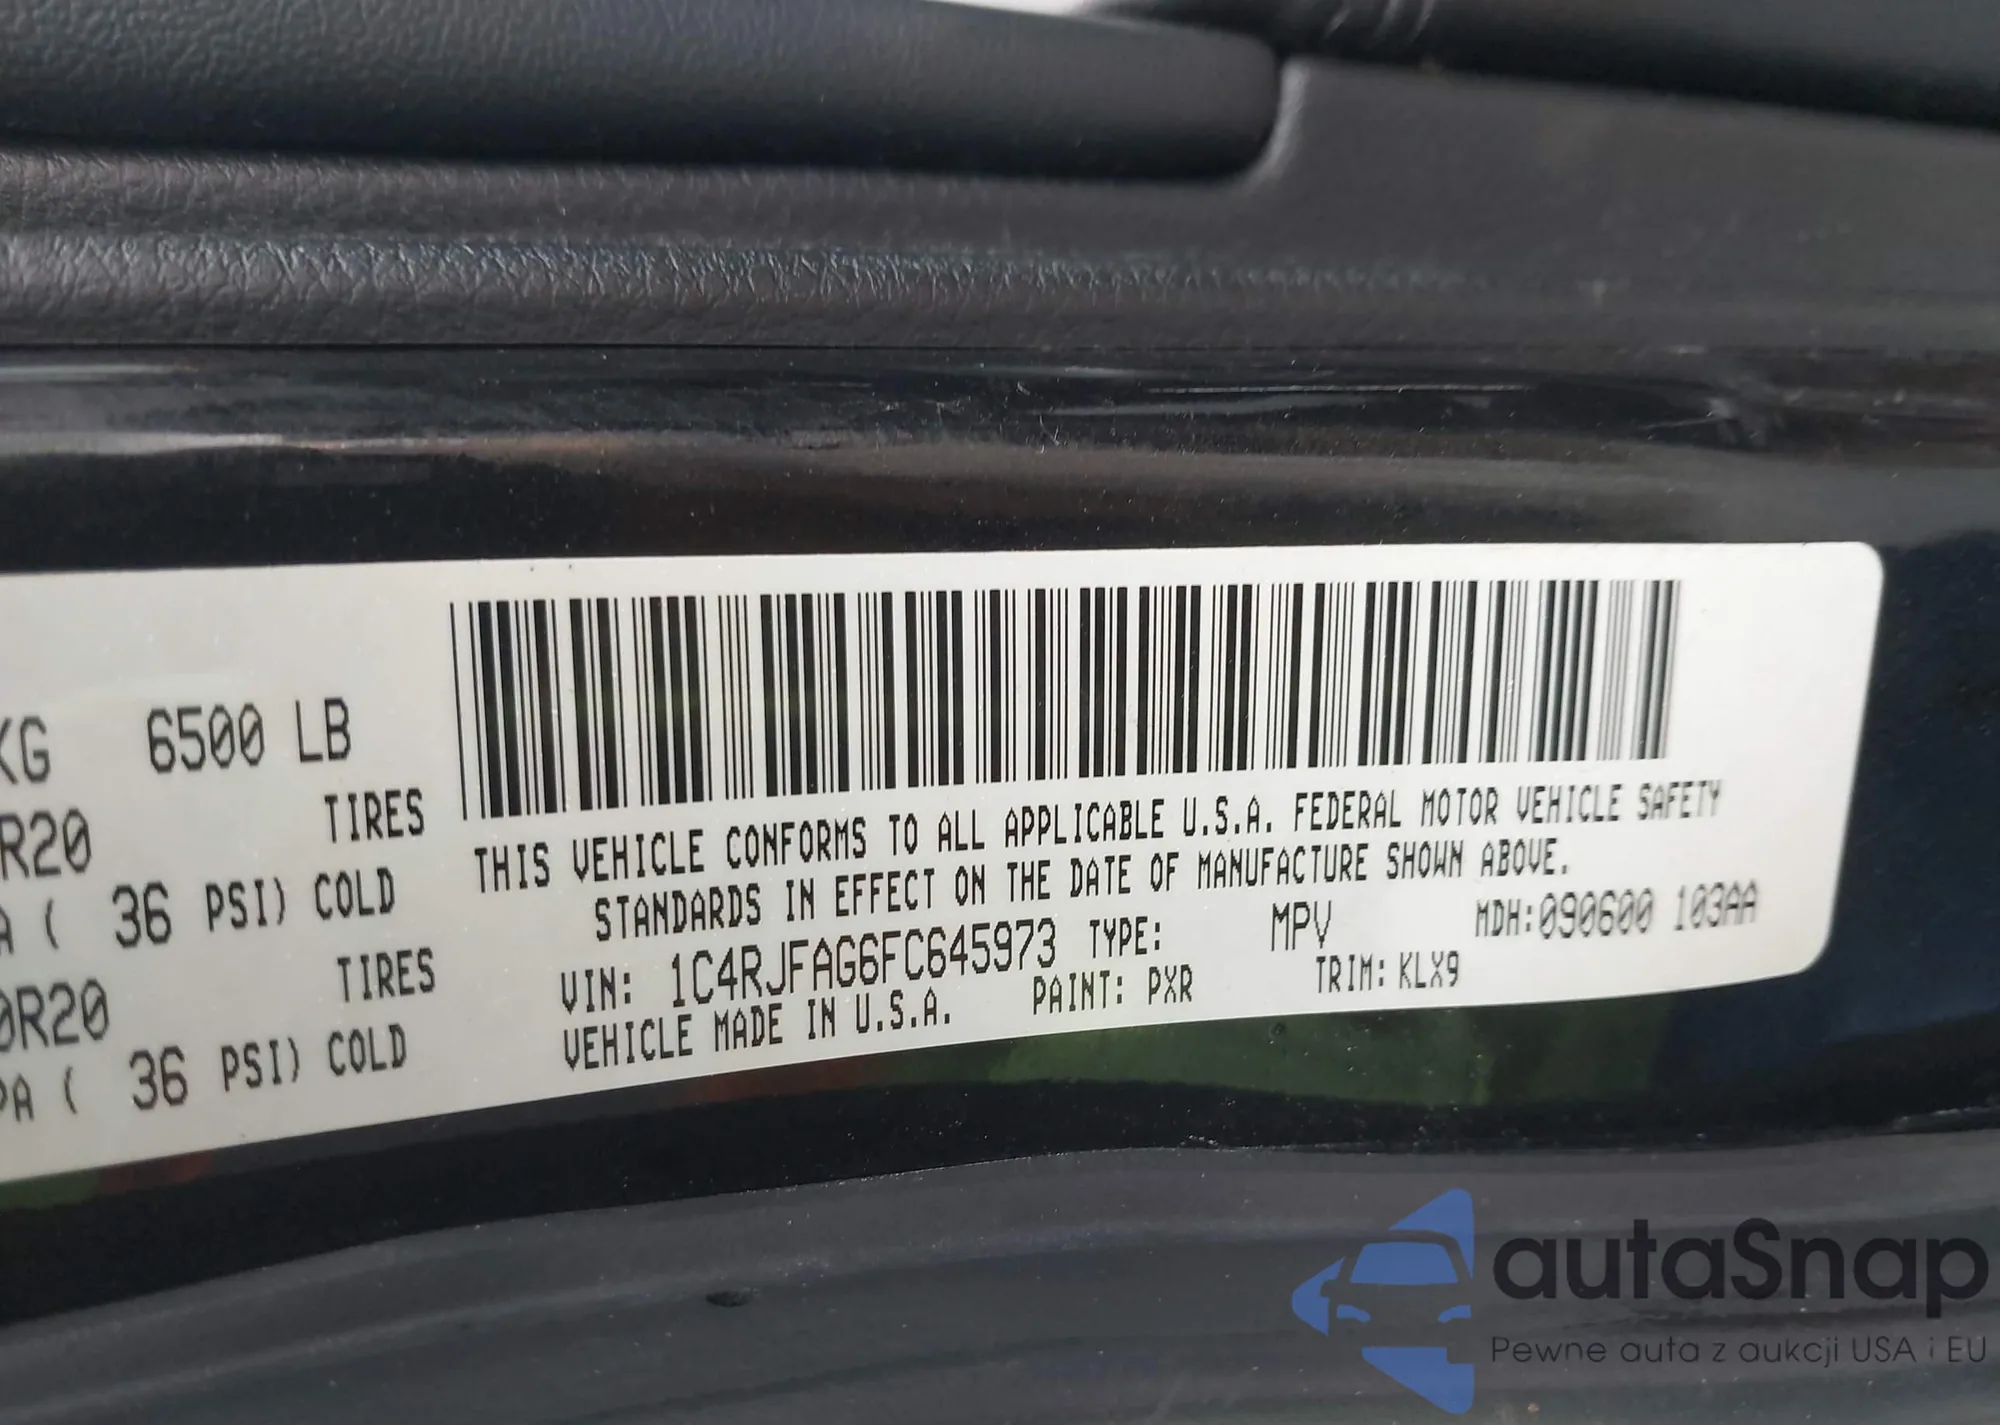 KG 6500 LB
R20 TIRES
A ( 36 PSI) COLD
0R20 TIRES
PA ( 36 PSI) COLD
THIS VEHICLE CONFORMS TO ALL APPLICABLE U.S.A. FEDERAL MOTOR VEHICLE SAFETY
STANDARDS IN EFFECT ON THE DATE OF MANUFACTURE SHOWN ABOVE.
VIN: 1C4RJFAG6FC645973 TYPE: MPV MDH:090600 103AA
VEHICLE MADE IN U.S.A. PAINT: PXR TRIM: KLX9
autaSnap
Pewne auta z aukcji USA i EU